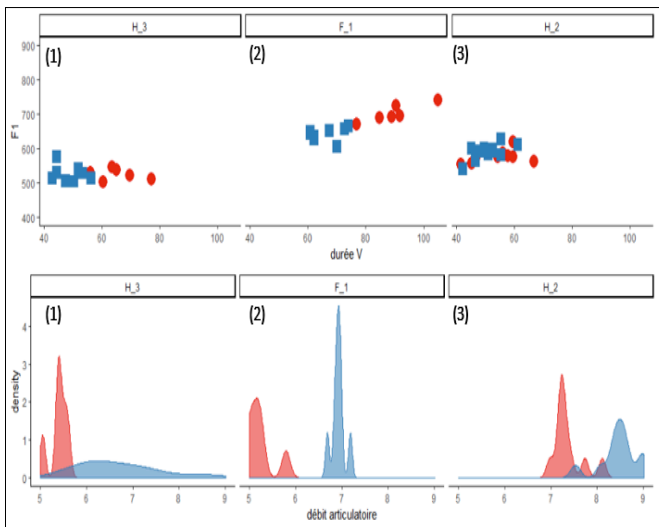 H_3 F_1 H_2
(1) (2) (3)
900
800
700
600
500
400
F1
40 60 80 100 40 60 80 100 40 60 80 100
durée V
H_3 F_1 H_2
(1) (2) (3)
4
3
2
1
0
density
5 6 7 8 9 5 6 7 8 9 5 6 7 8 9
débit articulatoire